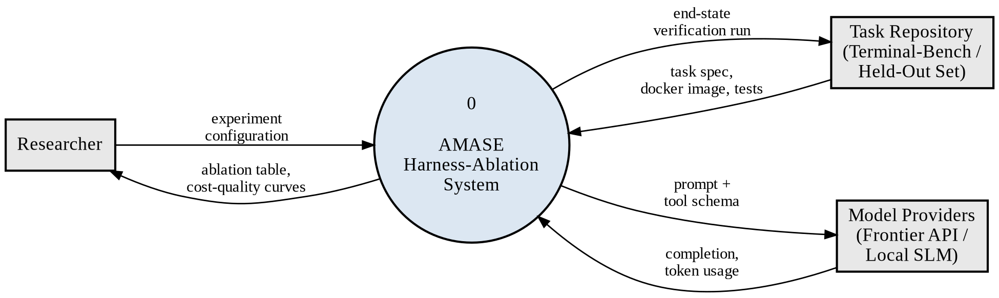 Researcher
experiment
configuration
ablation table,
cost-quality curves
0
AMASE
Harness-Ablation
System
end-state
verification run
task spec,
docker image, tests
Task Repository
(Terminal-Bench /
Held-Out Set)
prompt +
tool schema
completion,
token usage
Model Providers
(Frontier API /
Local SLM)